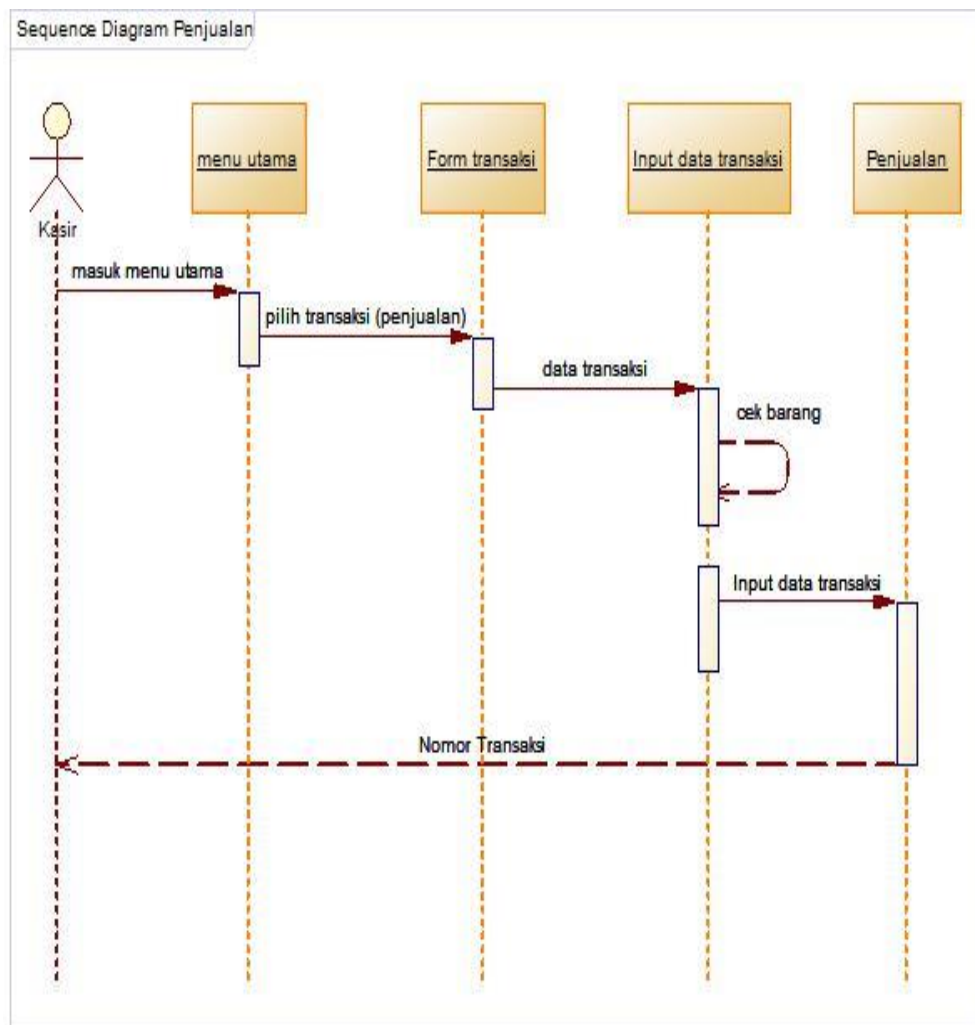 Sequence Diagram Penjualan
menu utama
Form transaksi
Input data transaksi
Penjualan
Kasir
masuk menu utama
pilih transaksi (penjualan)
data transaksi
cek barang
Input data transaksi
Nomor Transaksi